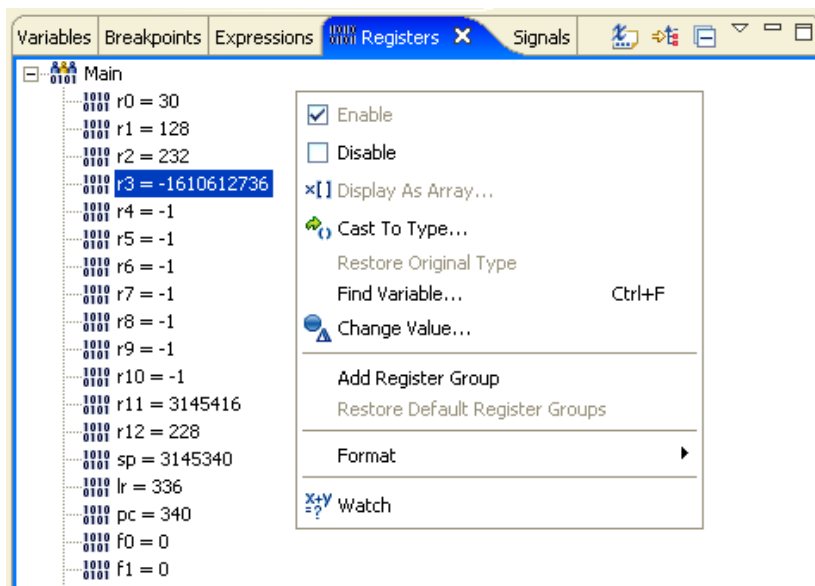 Variables Breakpoints Expressions Registers Signals
Main
r0 = 30
r1 = 128
r2 = 232
r3 = -1610612736
r4 = -1
r5 = -1
r6 = -1
r7 = -1
r8 = -1
r9 = -1
r10 = -1
r11 = 3145416
r12 = 228
sp = 3145340
lr = 336
pc = 340
f0 = 0
f1 = 0
Enable
Disable
Display As Array...
Cast To Type...
Restore Original Type
Find Variable... Ctrl+F
Change Value...
Add Register Group
Restore Default Register Groups
Format
Watch